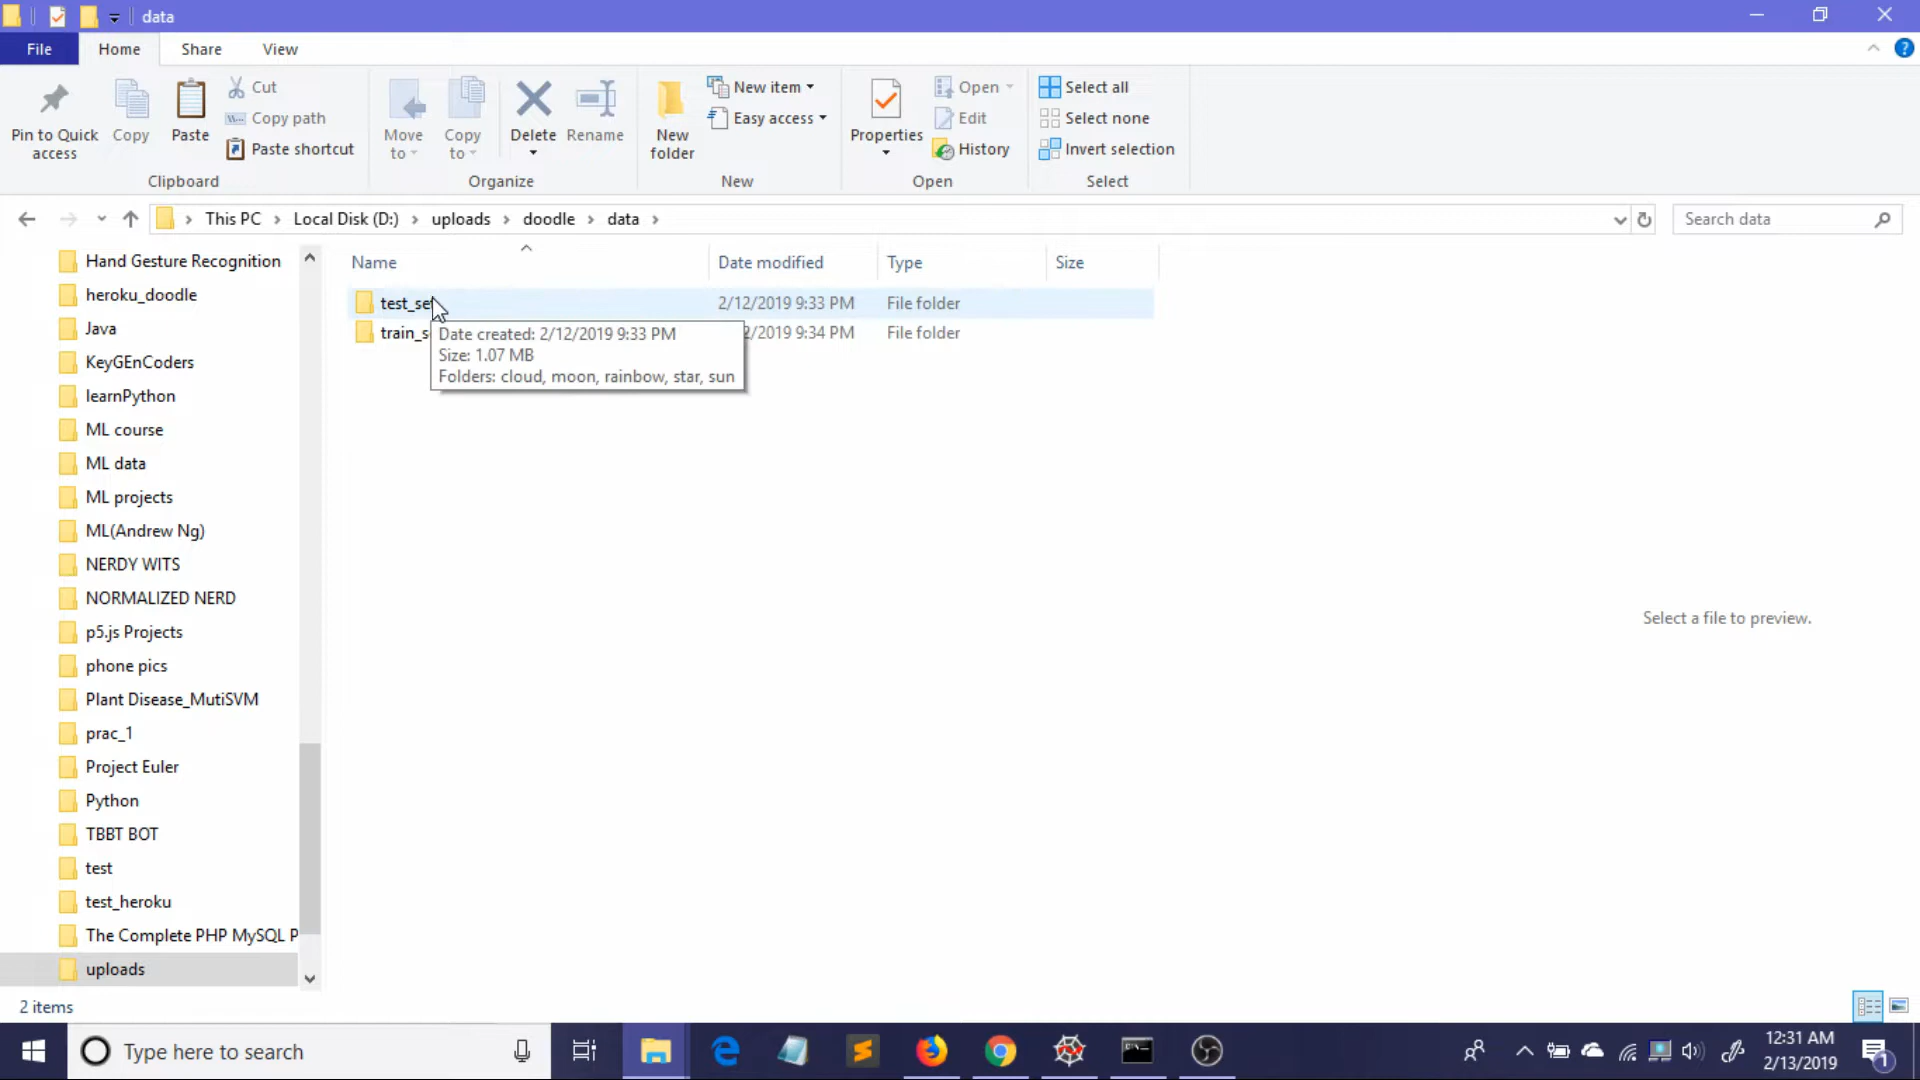 data
File
Home
Share
View
Pin to Quick access
Copy
Paste
Cut
Copy path
Paste shortcut
Clipboard
Move to
Copy to
Delete
Rename
Organize
New folder
New item
Easy access
New
Properties
Open
Edit
History
Open
Select all
Select none
Invert selection
Select
This PC
Local Disk (D:)
uploads
doodle
data
Search data
Name
Date modified
Type
Size
test_se
2/12/2019 9:33 PM
File folder
train_s
2/2019 9:34 PM
File folder
Date created: 2/12/2019 9:33 PM
Size: 1.07 MB
Folders: cloud, moon, rainbow, star, sun
Hand Gesture Recognition
heroku_doodle
Java
KeyGEnCoders
learnPython
ML course
ML data
ML projects
ML(Andrew Ng)
NERDY WITS
NORMALIZED NERD
p5.js Projects
phone pics
Plant Disease_MutiSVM
prac_1
Project Euler
Python
TBBT BOT
test
test_heroku
The Complete PHP MySQL P
uploads
Select a file to preview.
2 items
Type here to search
12:31 AM
2/13/2019
1